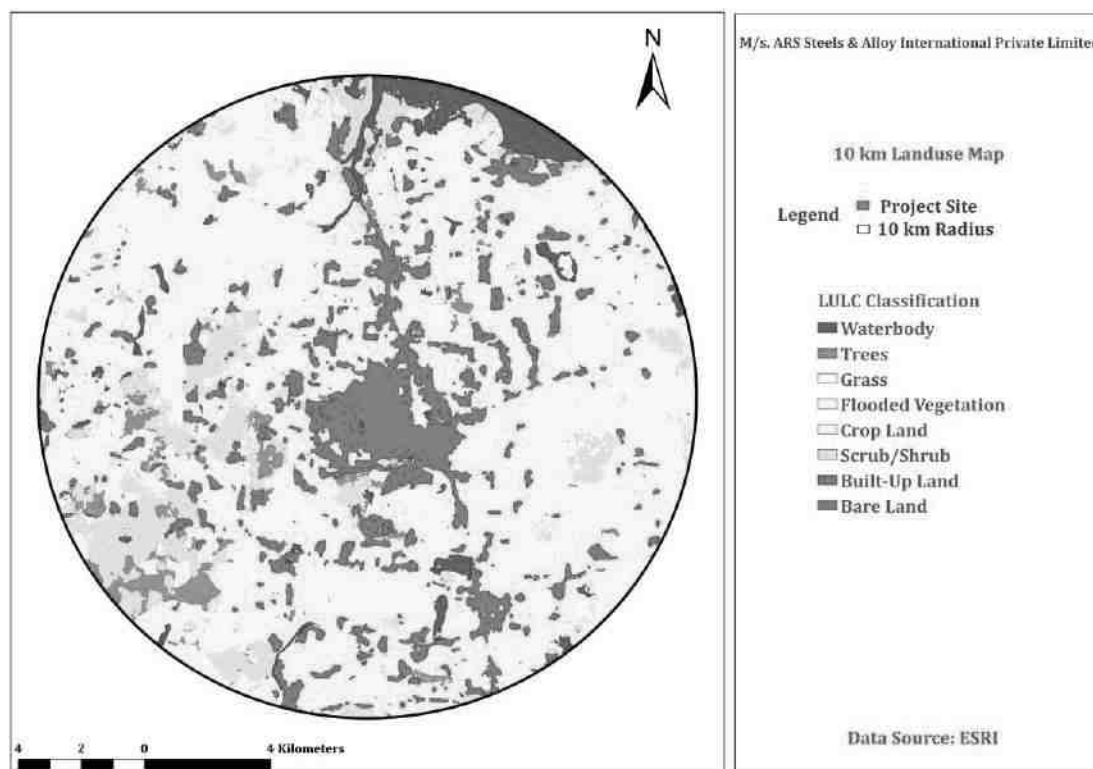 N
M/s. ARS Steels & Alloy International Private Limite
10 km Landuse Map
Legend
Project Site
10 km Radius
LULC Classification
Waterbody
Trees
Grass
Flooded Vegetation
Crop Land
Scrub/Shrub
Built-Up Land
Bare Land
4 2 0 4 Kilometers
Data Source: ESRI